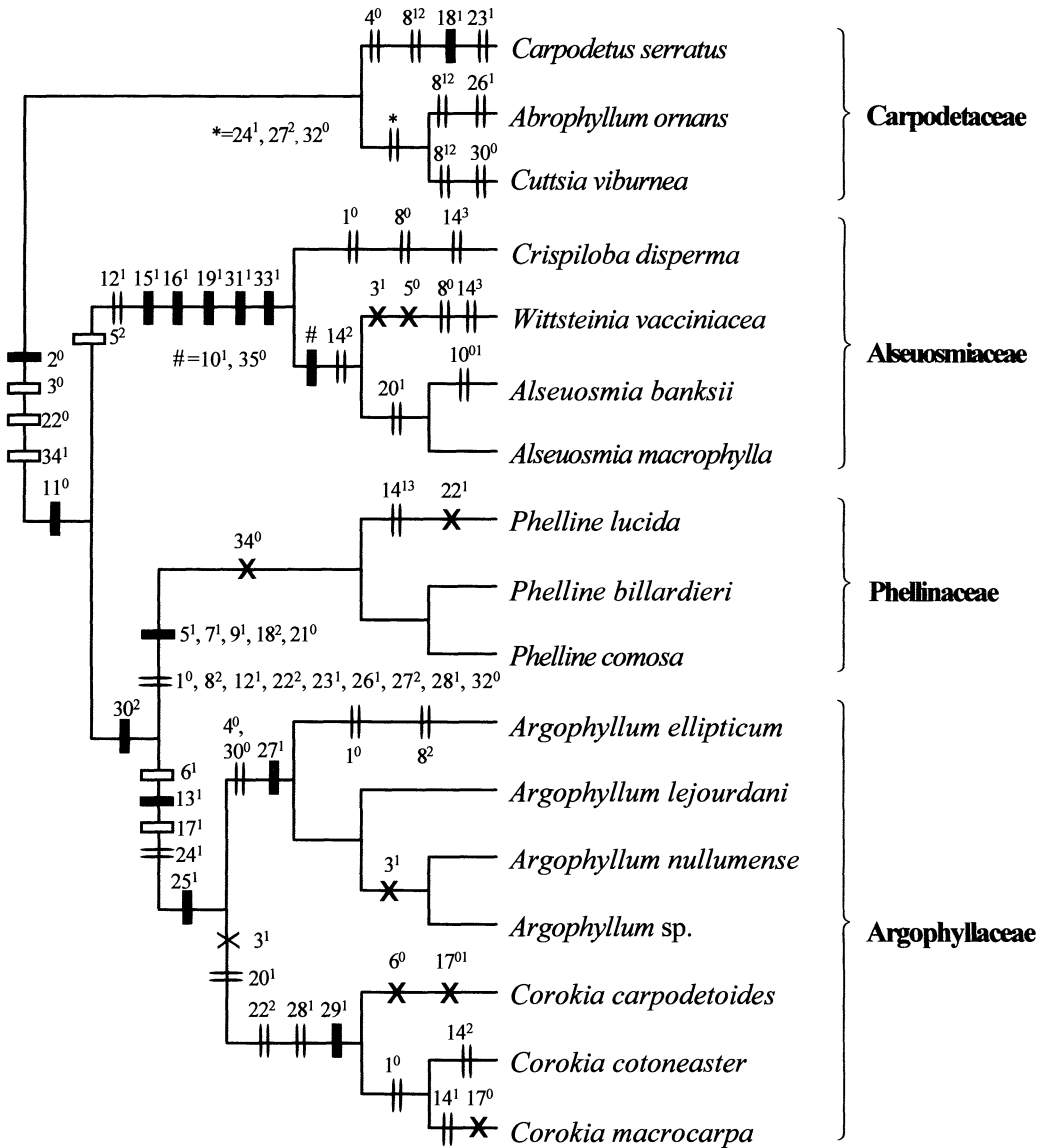 4⁰ 8¹² 18¹ 23¹
Carpodetus serratus
8¹² 26¹
Abrophyllum ornans
Carpodetaceae
*=24¹, 27², 32⁰
*
8¹² 30⁰
Cuttsia viburnea
1⁰ 8⁰ 14³
Crispiloba disperma
12¹ 15¹ 16¹ 19¹ 31¹ 33¹
3¹ 5⁰ 8⁰ 14³
Wittsteinia vacciniacea
5²
#=10¹, 35⁰
# 14²
Alseuosmiaceae
2⁰
3⁰
22⁰
34¹
10⁰¹
Alseuosmia banksii
20¹
Alseuosmia macrophylla
11⁰
14¹³ 22¹
Phelline lucida
34⁰
Phelline billardieri
Phellinaceae
5¹, 7¹, 9¹, 18², 21⁰
Phelline comosa
1⁰, 8², 12¹, 22², 23¹, 26¹, 27², 28¹, 32⁰
30²
4⁰,
30⁰ 27¹
1⁰ 8²
Argophyllum ellipticum
6¹
13¹
17¹
24¹
Argophyllum lejourdani
Argophyllum nullumense
3¹
25¹
Argophyllum sp.
Argophyllaceae
3¹
20¹
6⁰ 17⁰¹
Corokia carpodetoides
22² 28¹ 29¹
14²
Corokia cotoneaster
1⁰
14¹ 17⁰
Corokia macrocarpa